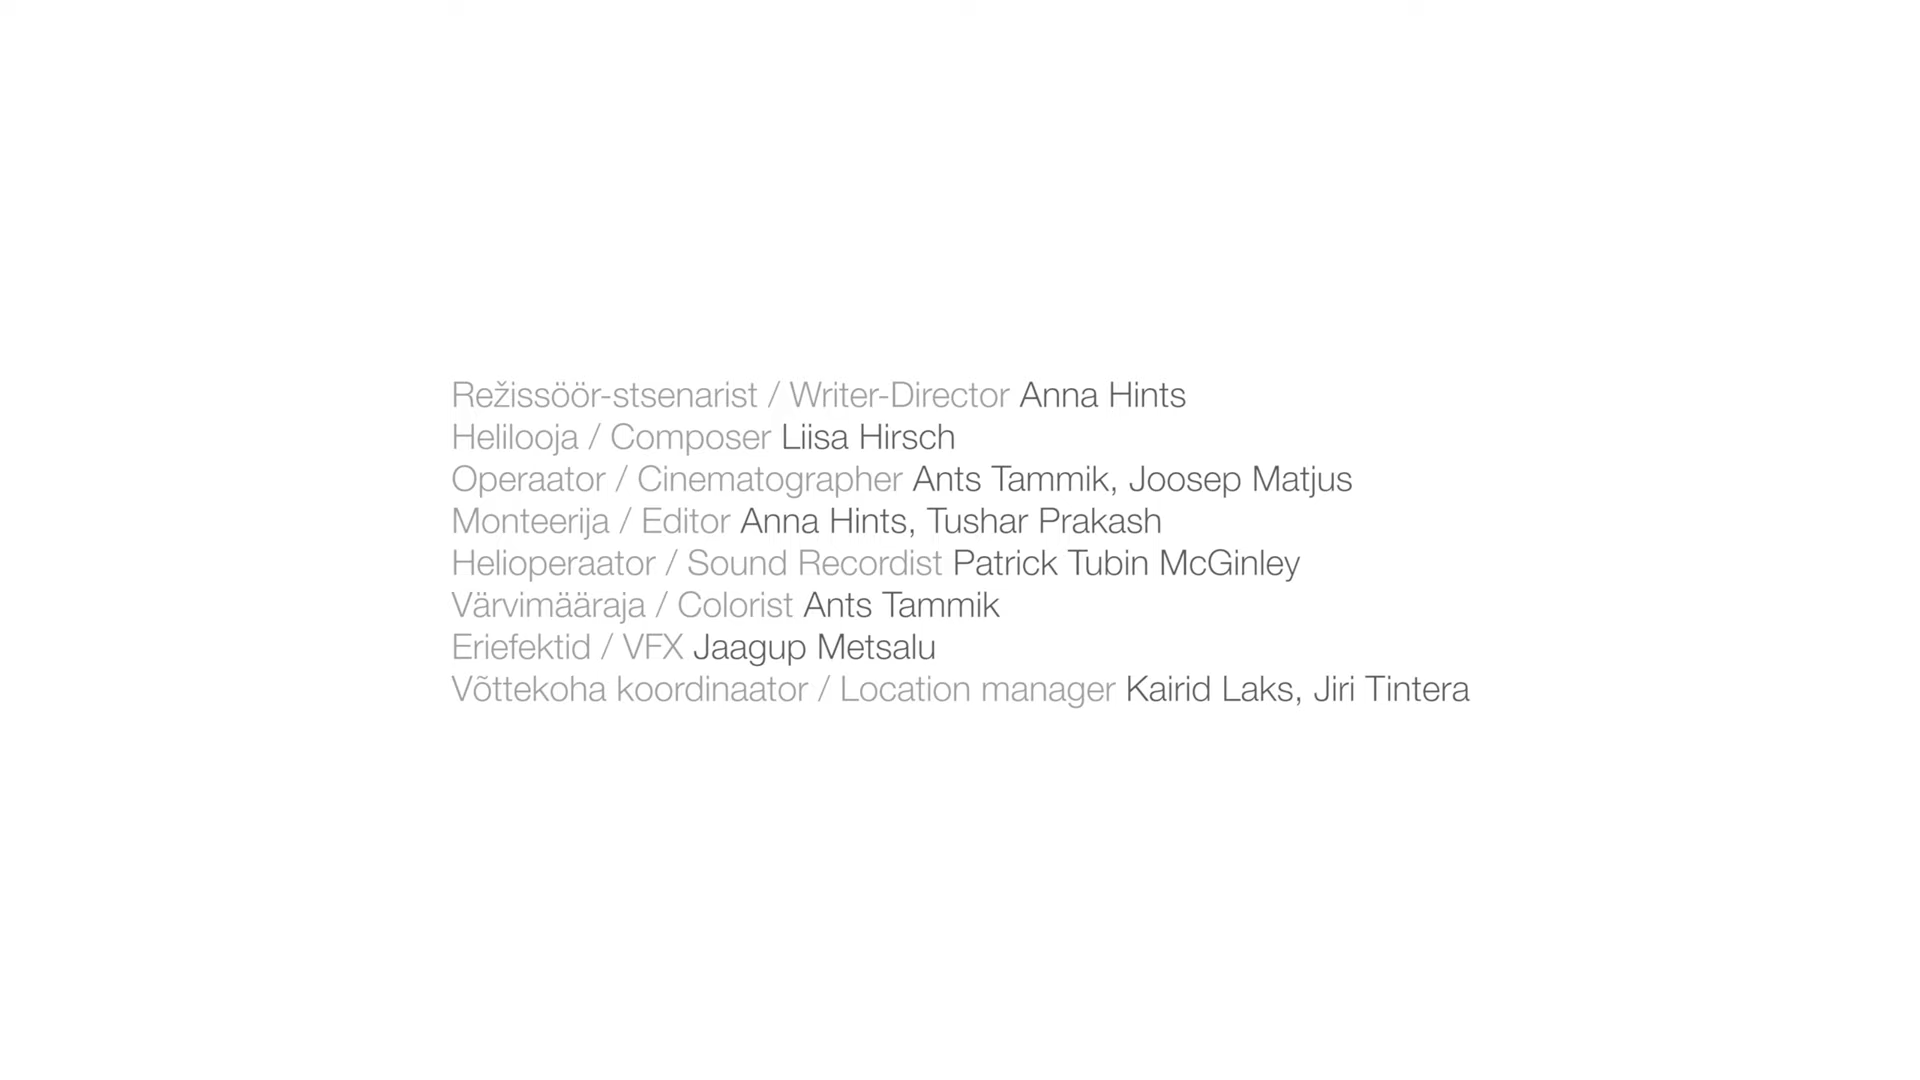 Režissöör-stsenarist / Writer-Director Anna Hints
Helilooja / Composer Liisa Hirsch
Operaator / Cinematographer Ants Tammik, Joosep Matjus
Monteerija / Editor Anna Hints, Tushar Prakash
Helioperaator / Sound Recordist Patrick Tubin McGinley
Värvimääraja / Colorist Ants Tammik
Eriefektid / VFX Jaagup Metsalu
Võttekoha koordinaator / Location manager Kairid Laks, Jiri Tintera